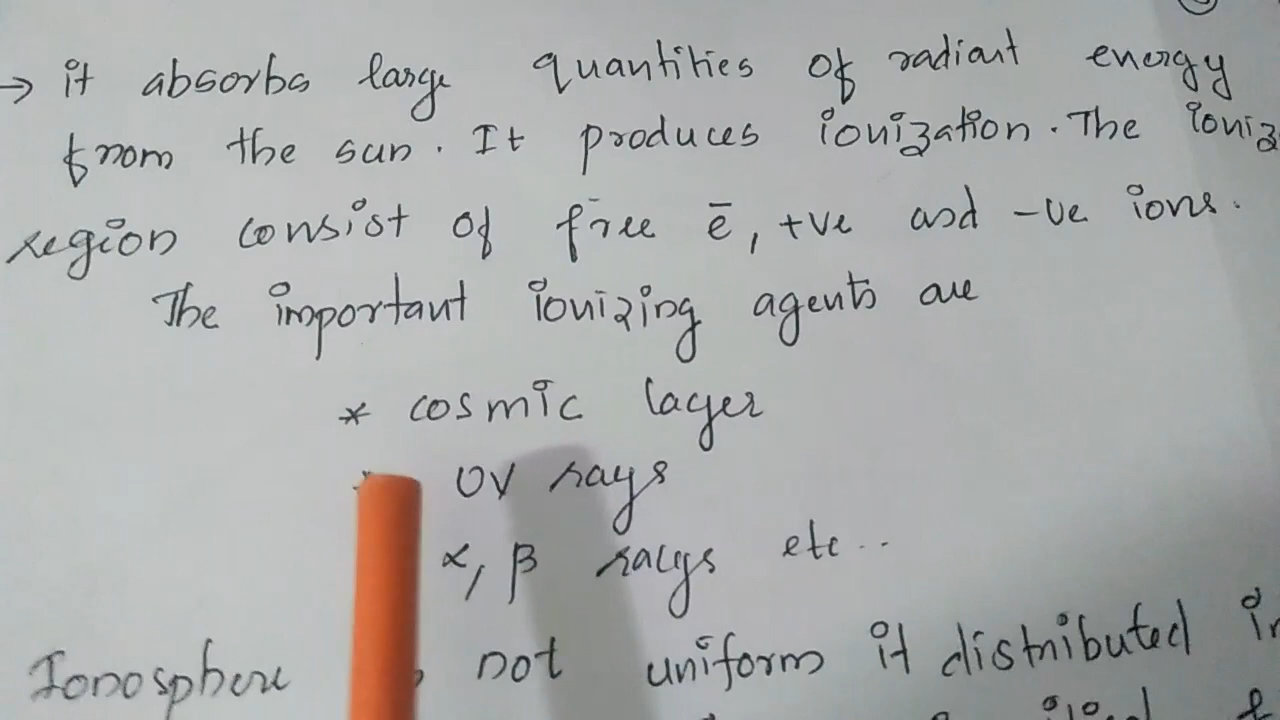 → it absorbs large quantities of radiant energy
from the sun. It produces ionization. The ioniz
region consist of free ē, +ve and -ve ions.
The important ionizing agents are
* cosmic layer
UV rays
α, β rays etc..
Ionosphere not uniform it distributed in